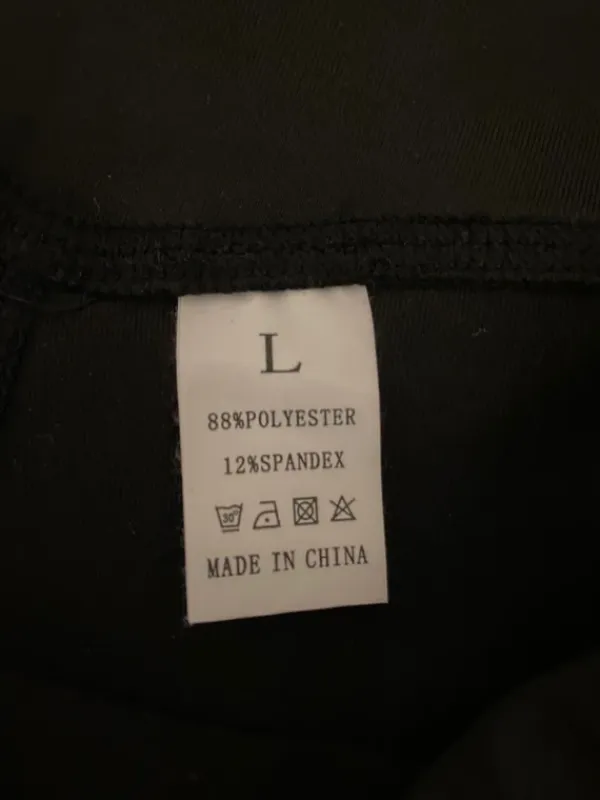 L
88%POLYESTER
12%SPANDEX
30°
MADE IN CHINA